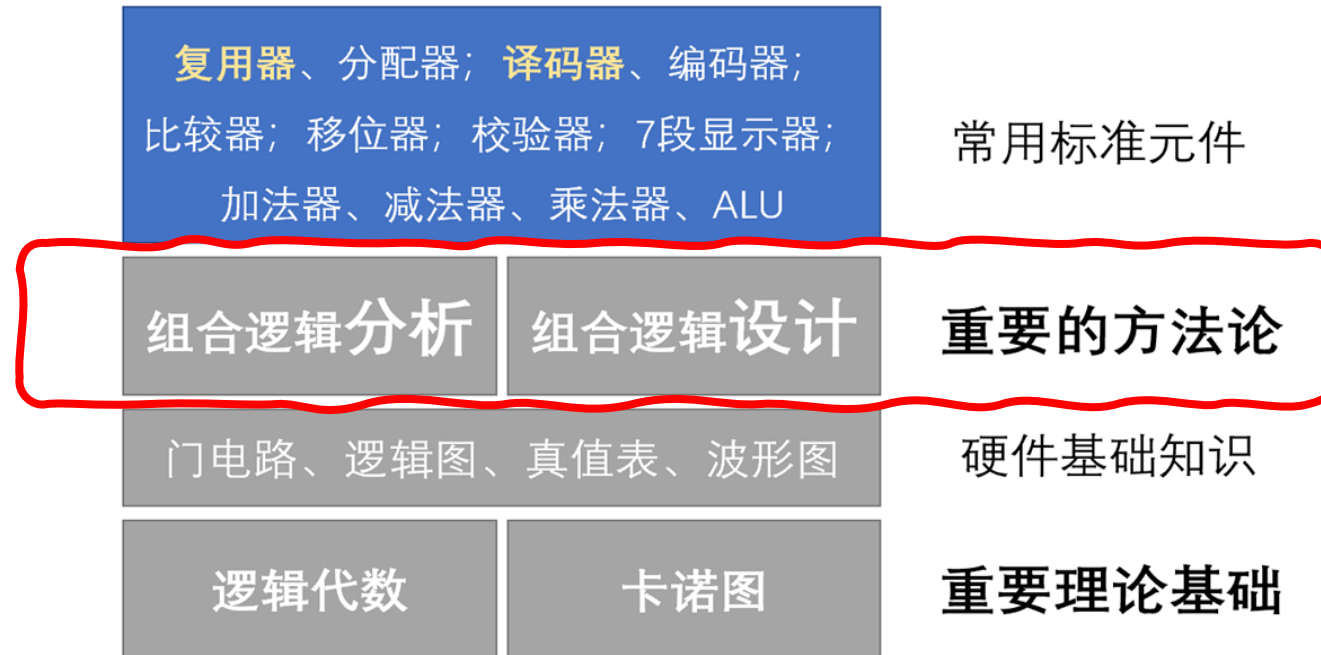 复用器、分配器；译码器、编码器；
比较器；移位器；校验器；7段显示器；
加法器、减法器、乘法器、ALU
常用标准元件
组合逻辑分析
组合逻辑设计
重要的方法论
门电路、逻辑图、真值表、波形图
硬件基础知识
逻辑代数
卡诺图
重要理论基础